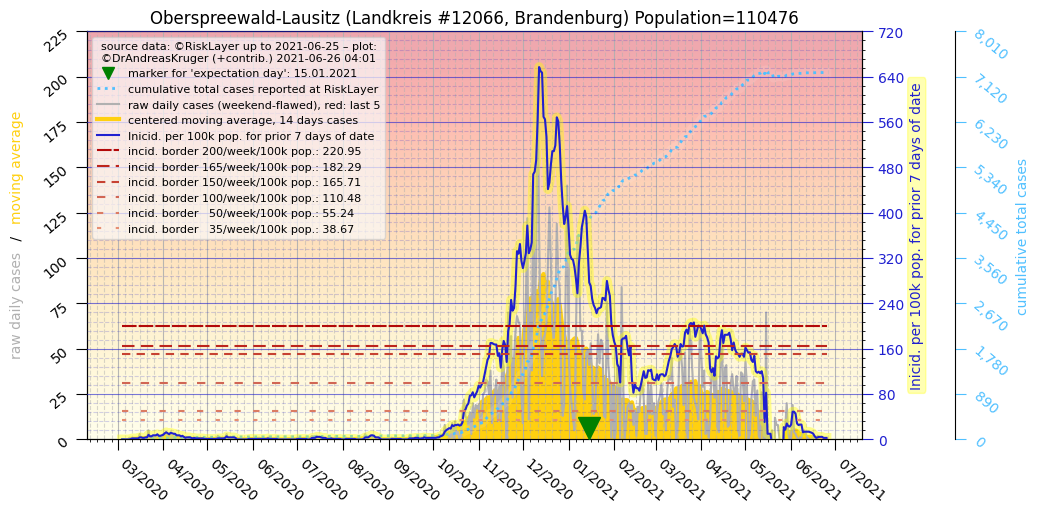 Oberspreewald-Lausitz (Landkreis #12066, Brandenburg) Population=110476
source data: ©RiskLayer up to 2021-06-25 – plot:
©DrAndreasKruger (+contrib.) 2021-06-26 04:01
marker for 'expectation day': 15.01.2021
cumulative total cases reported at RiskLayer
raw daily cases (weekend-flawed), red: last 5
centered moving average, 14 days cases
Inicid. per 100k pop. for prior 7 days of date
incid. border 200/week/100k pop.: 220.95
incid. border 165/week/100k pop.: 182.29
incid. border 150/week/100k pop.: 165.71
incid. border 100/week/100k pop.: 110.48
incid. border   50/week/100k pop.: 55.24
incid. border   35/week/100k pop.: 38.67
raw daily cases / moving average
225
200
175
150
125
100
75
50
25
0
03/2020
04/2020
05/2020
06/2020
07/2020
08/2020
09/2020
10/2020
11/2020
12/2020
01/2021
02/2021
03/2021
04/2021
05/2021
06/2021
07/2021
720
640
560
480
400
320
240
160
80
0
Inicid. per 100k pop. for prior 7 days of date
8,010
7,120
6,230
5,340
4,450
3,560
2,670
1,780
890
0
cumulative total cases